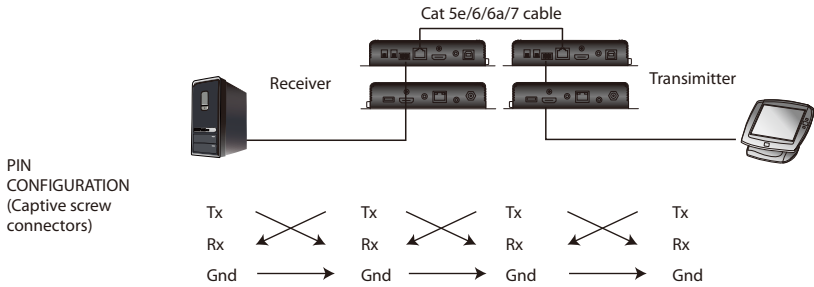 Cat 5e/6/6a/7 cable
Receiver
Transimitter
PIN
CONFIGURATION
(Captive screw
connectors)
Tx Tx Tx Tx
Rx Rx Rx Rx
Gnd Gnd Gnd Gnd